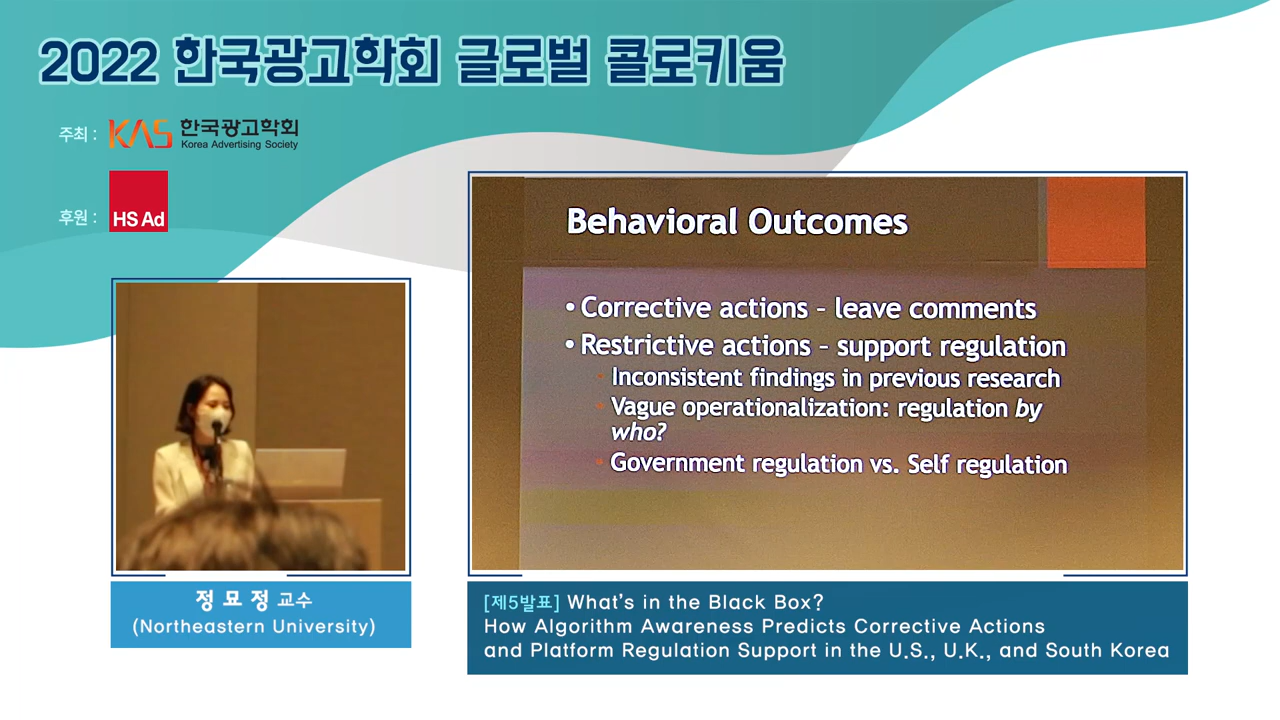 2022 한국광고학회 글로벌 콜로키움
주최 :
KAS 한국광고학회
Korea Advertising Society
후원 :
HS Ad
Behavioral Outcomes
• Corrective actions – leave comments
• Restrictive actions – support regulation
Inconsistent findings in previous research
Vague operationalization: regulation by
who?
Government regulation vs. Self regulation
정 묘 정 교수
(Northeastern University)
[제5발표] What's in the Black Box?
How Algorithm Awareness Predicts Corrective Actions
and Platform Regulation Support in the U.S., U.K., and South Korea